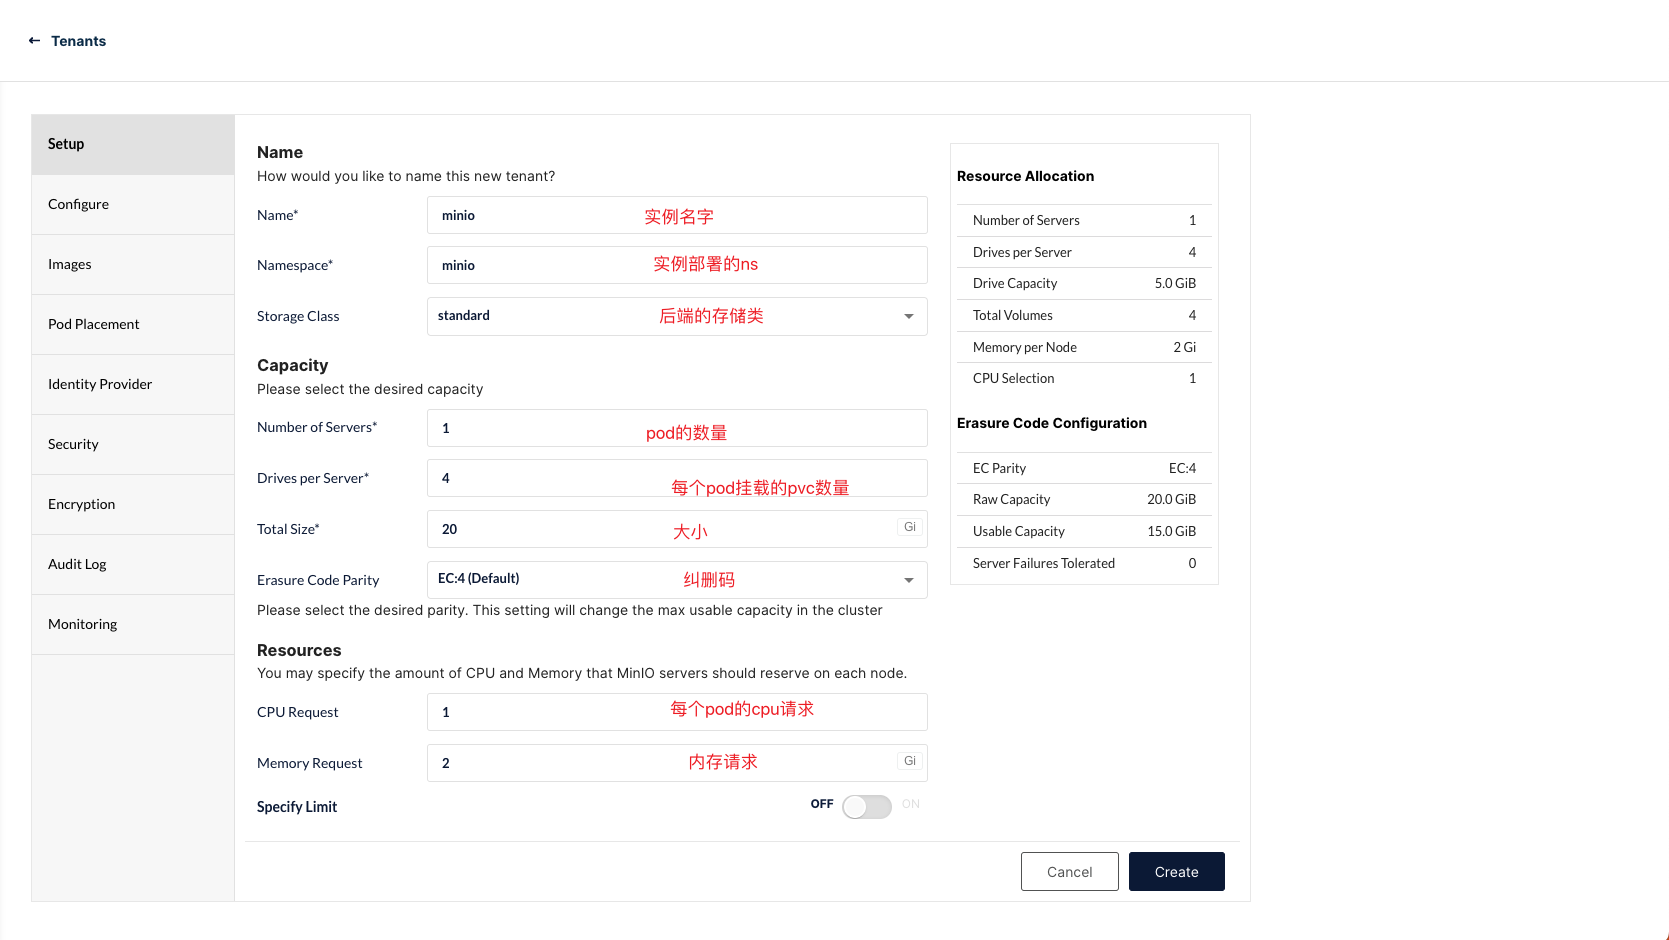 ← Tenants
Setup
Configure
Images
Pod Placement
Identity Provider
Security
Encryption
Audit Log
Monitoring
Name
How would you like to name this new tenant?
Name* minio 实例名字
Namespace* minio 实例部署的ns
Storage Class standard 后端的存储类
Capacity
Please select the desired capacity
Number of Servers* 1 pod的数量
Drives per Server* 4 每个pod挂载的pvc数量
Total Size* 20 大小 Gi
Erasure Code Parity EC:4 (Default) 纠删码
Please select the desired parity. This setting will change the max usable capacity in the cluster
Resources
You may specify the amount of CPU and Memory that MinIO servers should reserve on each node.
CPU Request 1 每个pod的cpu请求
Memory Request 2 内存请求 Gi
Specify Limit OFF ON
Cancel Create
Resource Allocation
Number of Servers 1
Drives per Server 4
Drive Capacity 5.0 GiB
Total Volumes 4
Memory per Node 2 Gi
CPU Selection 1
Erasure Code Configuration
EC Parity EC:4
Raw Capacity 20.0 GiB
Usable Capacity 15.0 GiB
Server Failures Tolerated 0